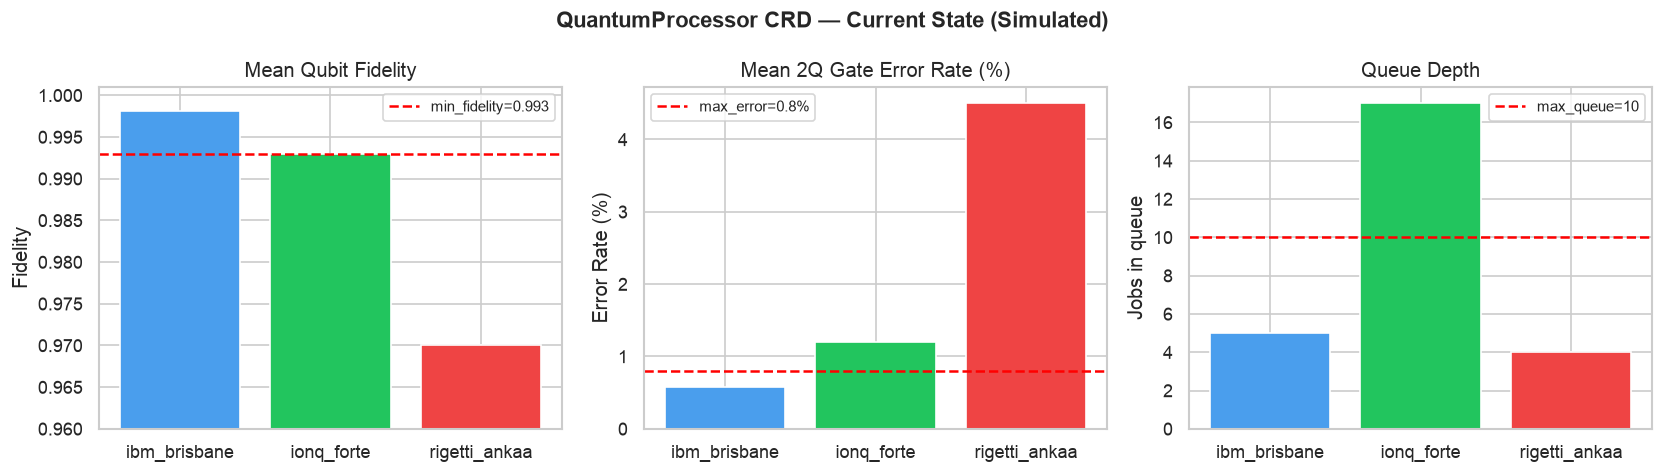 QuantumProcessor CRD — Current State (Simulated)
Mean Qubit Fidelity
min_fidelity=0.993
Fidelity
1.000
0.995
0.990
0.985
0.980
0.975
0.970
0.965
0.960
ibm_brisbane
ionq_forte
rigetti_ankaa
Mean 2Q Gate Error Rate (%)
max_error=0.8%
Error Rate (%)
4
3
2
1
0
ibm_brisbane
ionq_forte
rigetti_ankaa
Queue Depth
max_queue=10
Jobs in queue
16
14
12
10
8
6
4
2
0
ibm_brisbane
ionq_forte
rigetti_ankaa